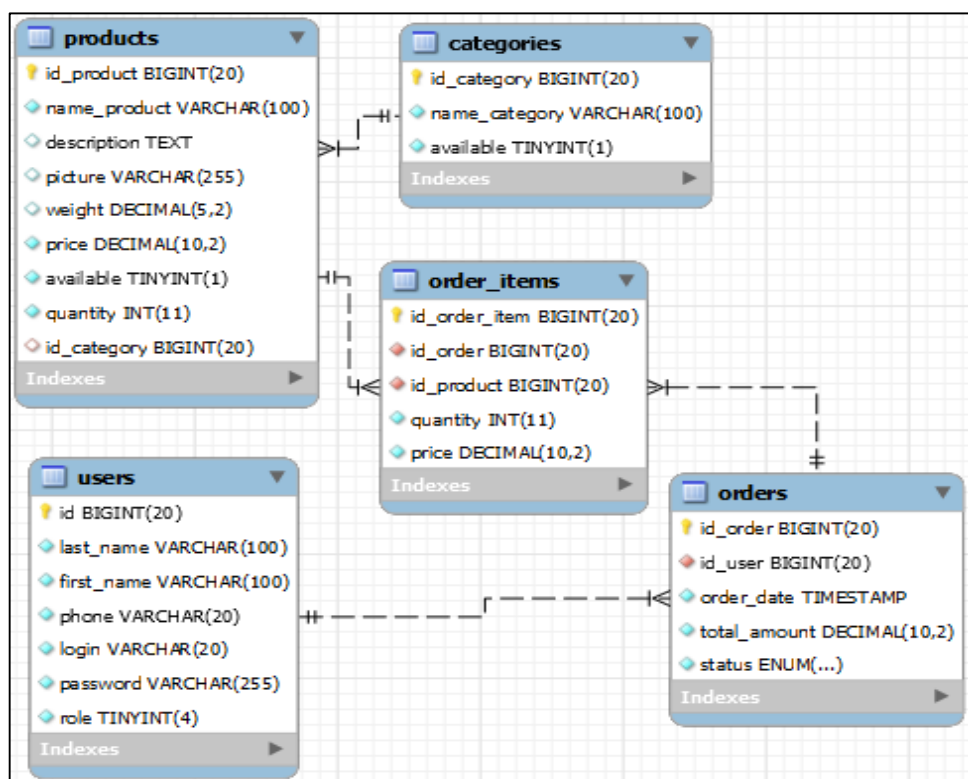 products
id_product BIGINT(20)
name_product VARCHAR(100)
description TEXT
picture VARCHAR(255)
weight DECIMAL(5,2)
price DECIMAL(10,2)
available TINYINT(1)
quantity INT(11)
id_category BIGINT(20)
Indexes
categories
id_category BIGINT(20)
name_category VARCHAR(100)
available TINYINT(1)
Indexes
order_items
id_order_item BIGINT(20)
id_order BIGINT(20)
id_product BIGINT(20)
quantity INT(11)
price DECIMAL(10,2)
Indexes
users
id BIGINT(20)
last_name VARCHAR(100)
first_name VARCHAR(100)
phone VARCHAR(20)
login VARCHAR(20)
password VARCHAR(255)
role TINYINT(4)
Indexes
orders
id_order BIGINT(20)
id_user BIGINT(20)
order_date TIMESTAMP
total_amount DECIMAL(10,2)
status ENUM(...)
Indexes